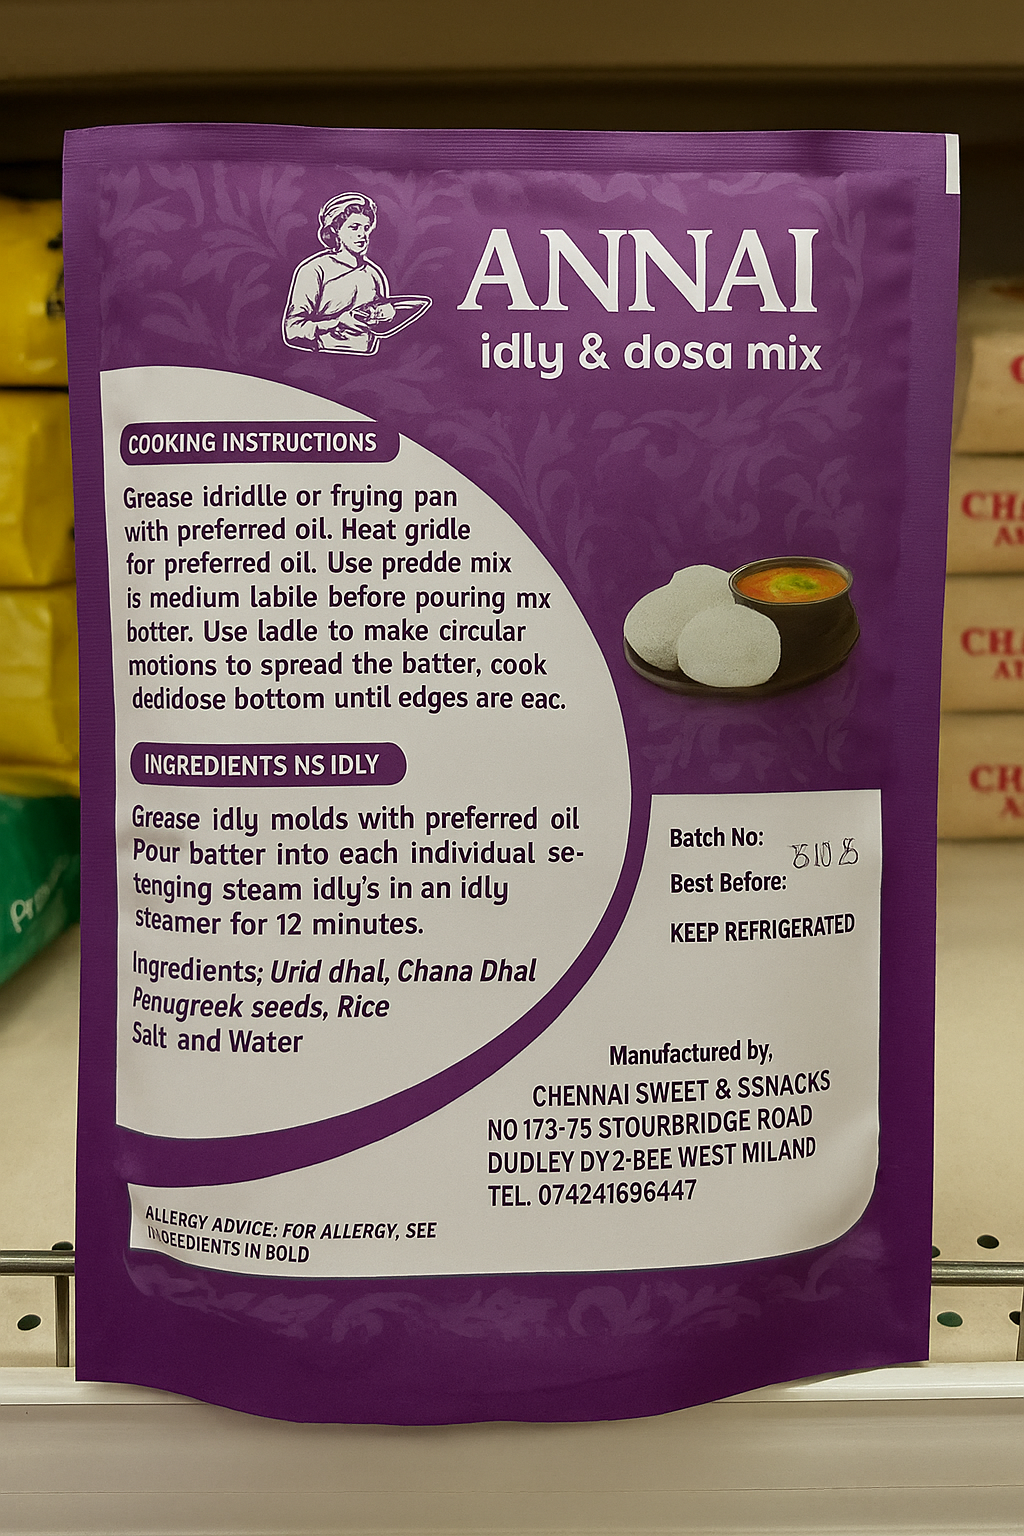 ANNAI
idly & dosa mix
COOKING INSTRUCTIONS
Grease idridlle or frying pan
with preferred oil. Heat gridle
for preferred oil. Use predde mix
is medium labile before pouring mx
botter. Use ladle to make circular
motions to spread the batter, cook
dedidose bottom until edges are eac.
INGREDIENTS NS IDLY
Grease idly molds with preferred oil
Pour batter into each individual se-
tenging steam idly's in an idly
steamer for 12 minutes.
Ingredients; Urid dhal, Chana Dhal
Penugreek seeds, Rice
Salt and Water
Batch No:
Best Before:
KEEP REFRIGERATED
Manufactured by,
CHENNAI SWEET & SSNACKS
NO 173-75 STOURBRIDGE ROAD
DUDLEY DY2-BEE WEST MILAND
TEL. 074241696447
ALLERGY ADVICE: FOR ALLERGY, SEE
IN BOLD